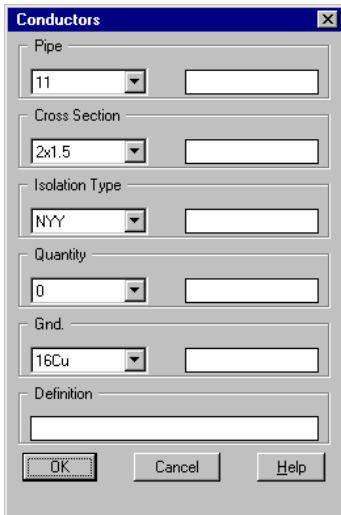 Conductors
Pipe
11
Cross Section
2x1.5
Isolation Type
NYY
Quantity
0
Gnd.
16Cu
Definition
OK Cancel Help